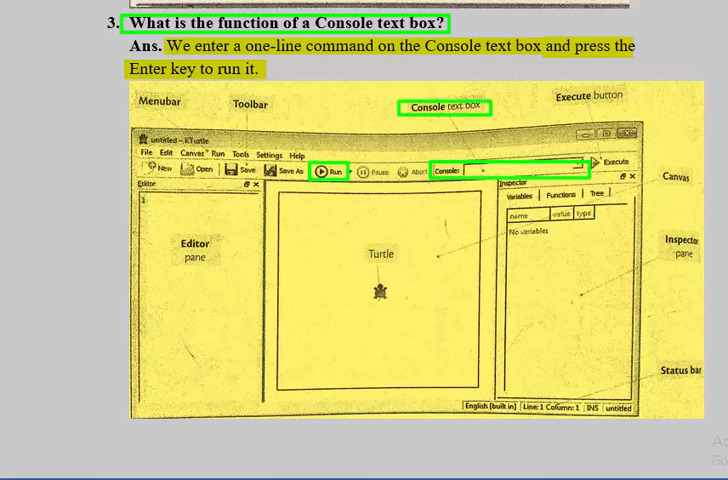 3. What is the function of a Console text box?
Ans. We enter a one-line command on the Console text box and press the
Enter key to run it.
Menubar
Toolbar
Console text box
Execute button
untitled - KTurtle
File Edit Canvas Run Tools Settings Help
New Open Save Save As Run Pause Abort Console: Execute
Editor
Inspector
Canvas
1
Variables Functions Tree
name value type
No variables
Editor
pane
Turtle
Inspector
pane
Status bar
English [built in] Line: 1 Column: 1 INS untitled